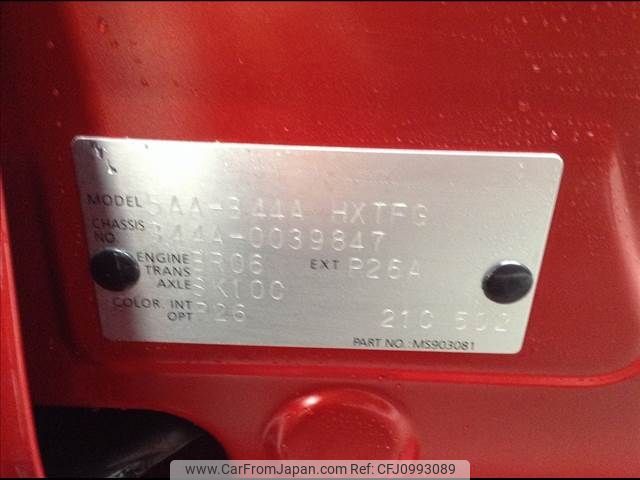 MODEL 5AA-B44A HXTFG
CHASSIS NO. B44A-0039847
ENGINE BR06 EXT P26A
TRANS AXLE SK10C
COLOR. INT P26
OPT 21C 502
PART NO.: MS903081
www.CarFromJapan.com | Ref:CFJ0993089